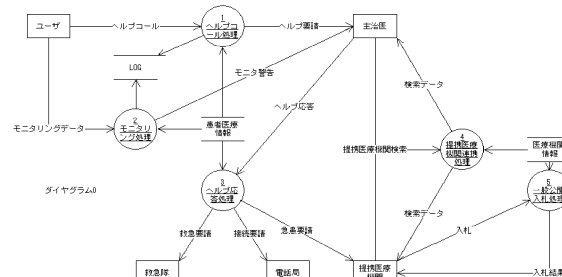 ユーザ
ヘルプコール
1
ヘルプコ
ール処理
ヘルプ要請
主治医
LOG
モニタ警告
検索データ
ヘルプ応答
モニタリングデータ
2
モニタリ
ング処理
患者医療
情報
提携医療機関検索
4
提携医療
機関連携
処理
医療機関
情報
ダイヤグラム0
3
ヘルプ応
答処理
5
一般公開
入札処理
検索データ
救急要請
接続要請
急患要請
入札
救急隊
電話局
提携医療
機関
入札結果